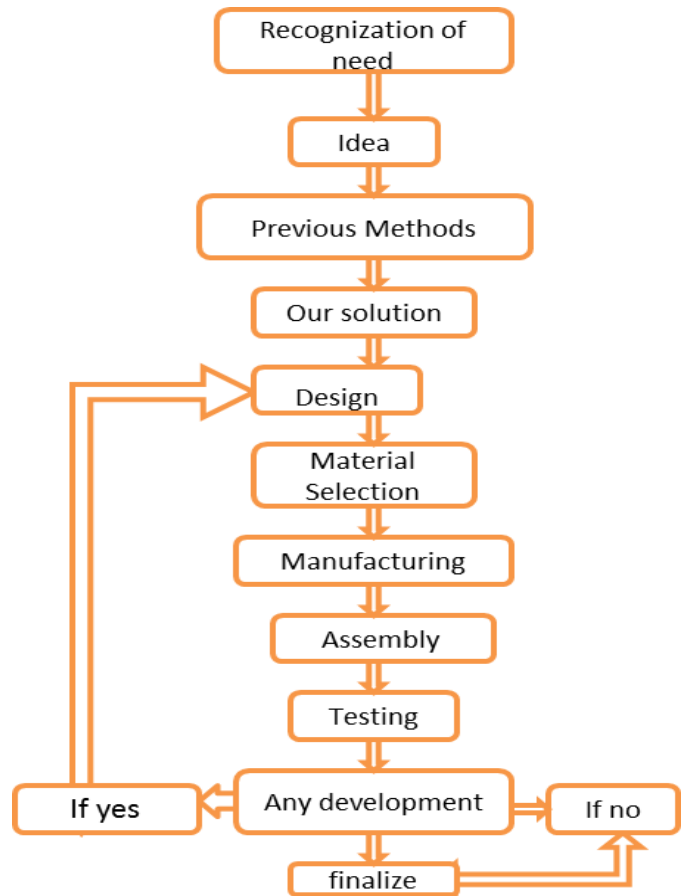 Recognization of
need
Idea
Previous Methods
Our solution
Design
Material
Selection
Manufacturing
Assembly
Testing
If yes
Any development
If no
finalize